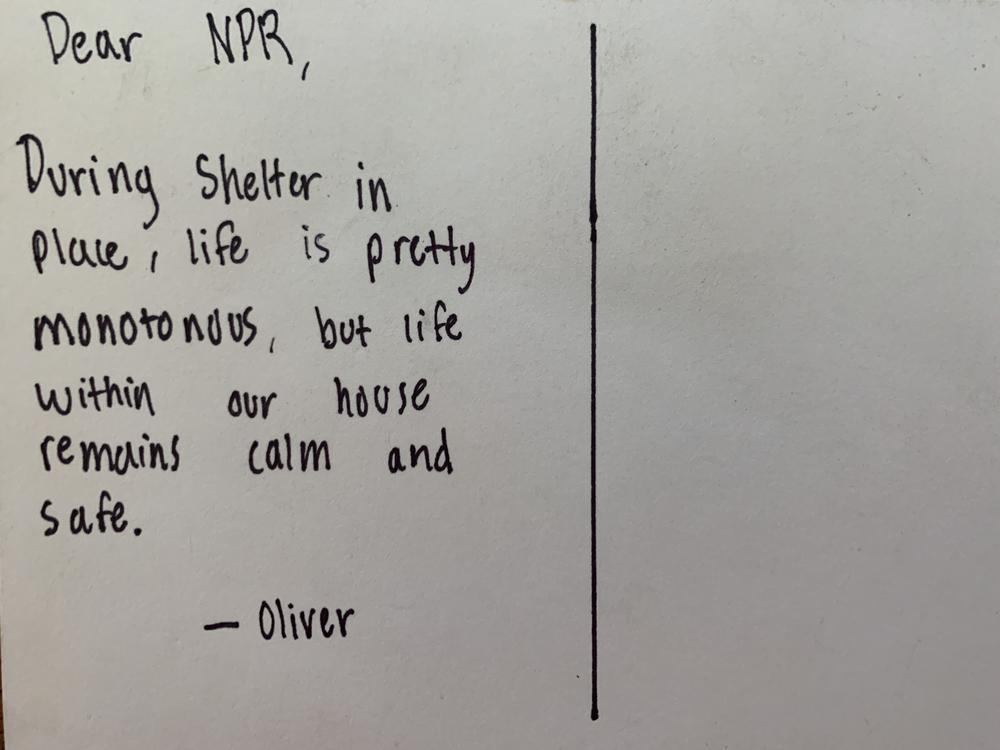 Dear NPR,
During Shelter in
place, life is pretty
monotonous, but life
within our house
remains calm and
safe.
— Oliver